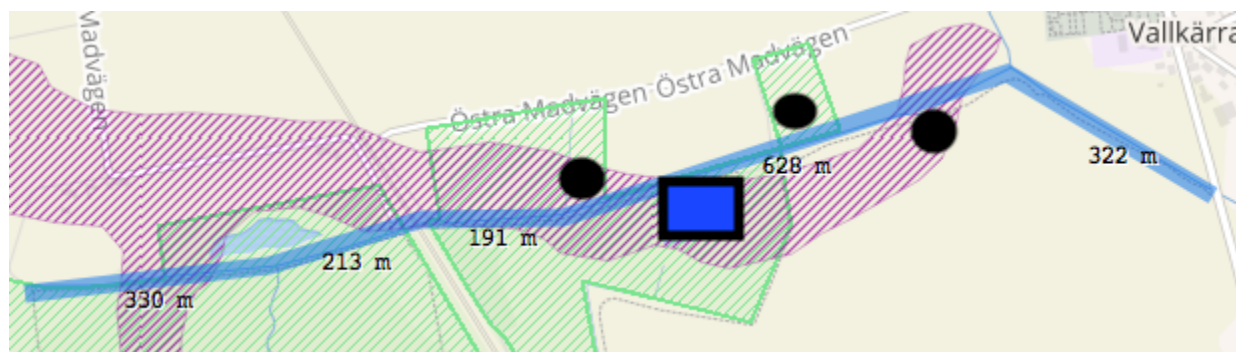 Madvägen
Östra Madvägen Östra Madvägen
Vallkärra
628 m
322 m
191 m
213 m
330 m